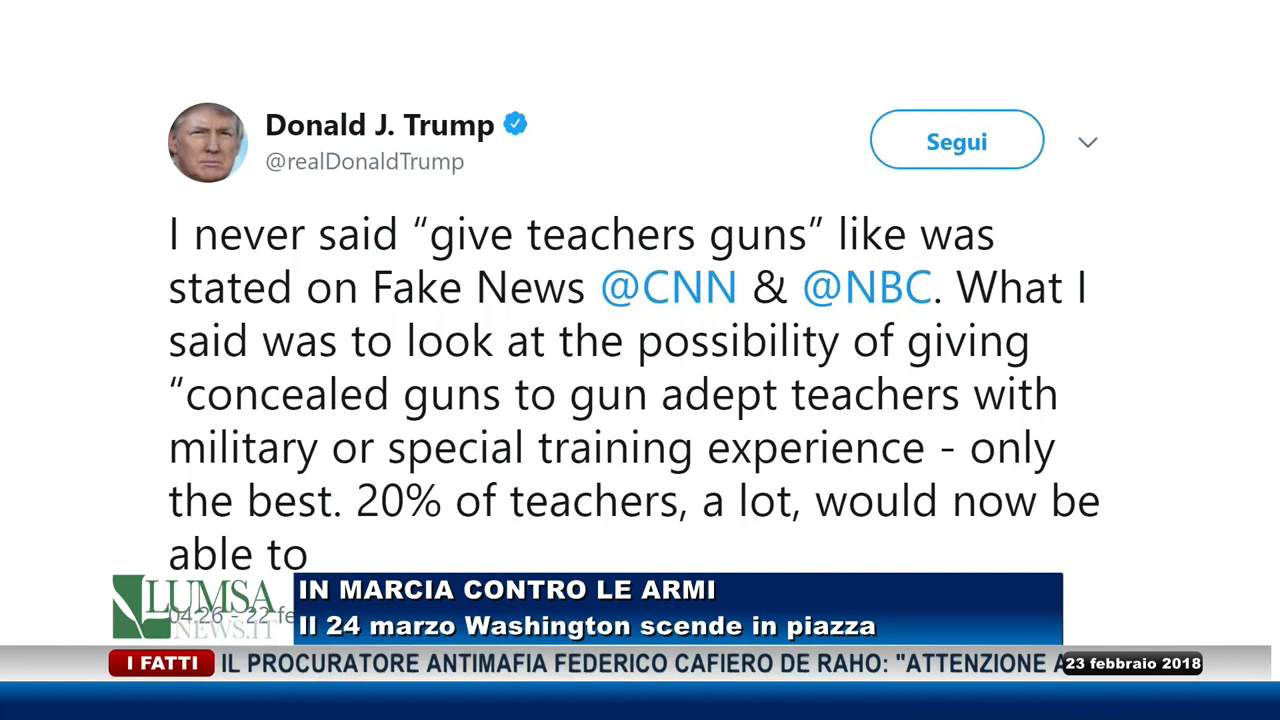 Donald J. Trump
@realDonaldTrump
Segui
I never said “give teachers guns” like was
stated on Fake News @CNN & @NBC. What I
said was to look at the possibility of giving
“concealed guns to gun adept teachers with
military or special training experience - only
the best. 20% of teachers, a lot, would now be
able to
04:26 - 22 fe
LUMSA
NEWS.IT
IN MARCIA CONTRO LE ARMI
Il 24 marzo Washington scende in piazza
I FATTI
IL PROCURATORE ANTIMAFIA FEDERICO CAFIERO DE RAHO: "ATTENZIONE A
23 febbraio 2018